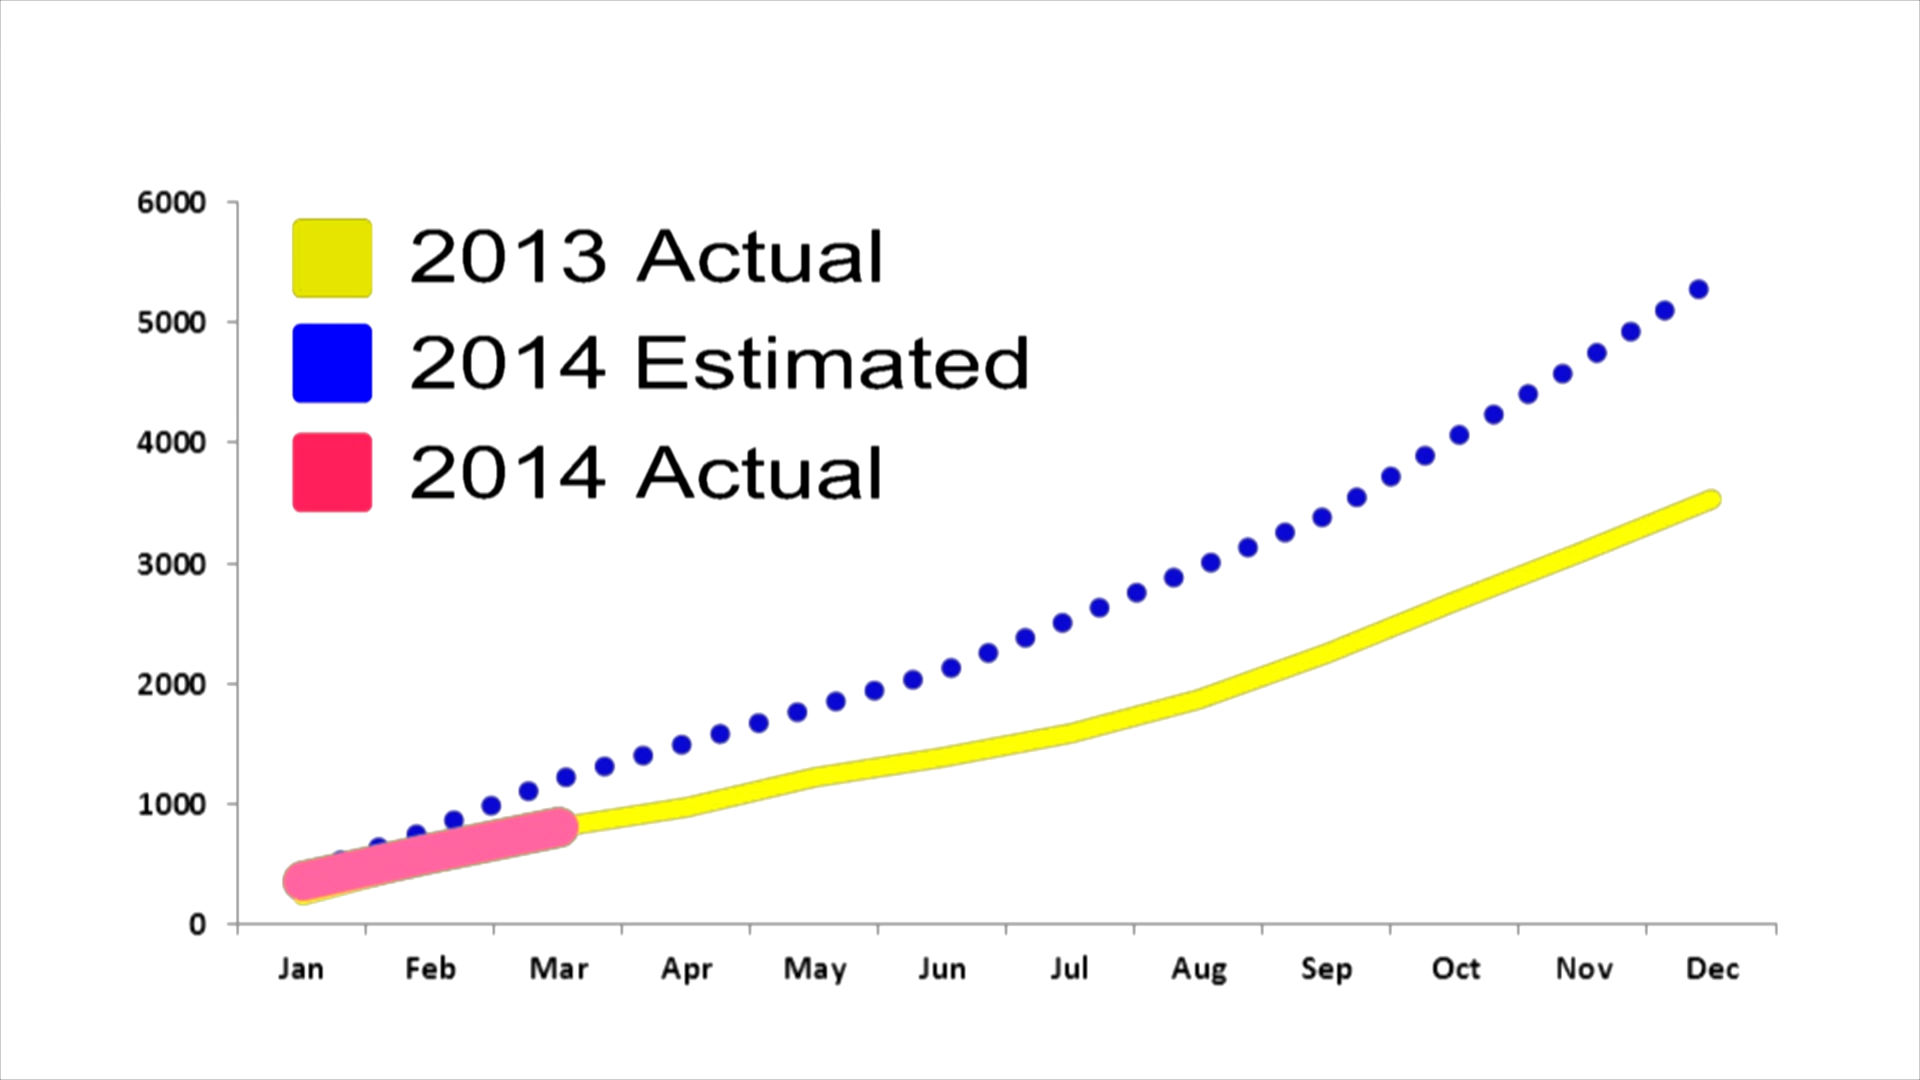 6000
2013 Actual
5000
2014 Estimated
4000
2014 Actual
3000
2000
1000
0
Jan Feb Mar Apr May Jun Jul Aug Sep Oct Nov Dec